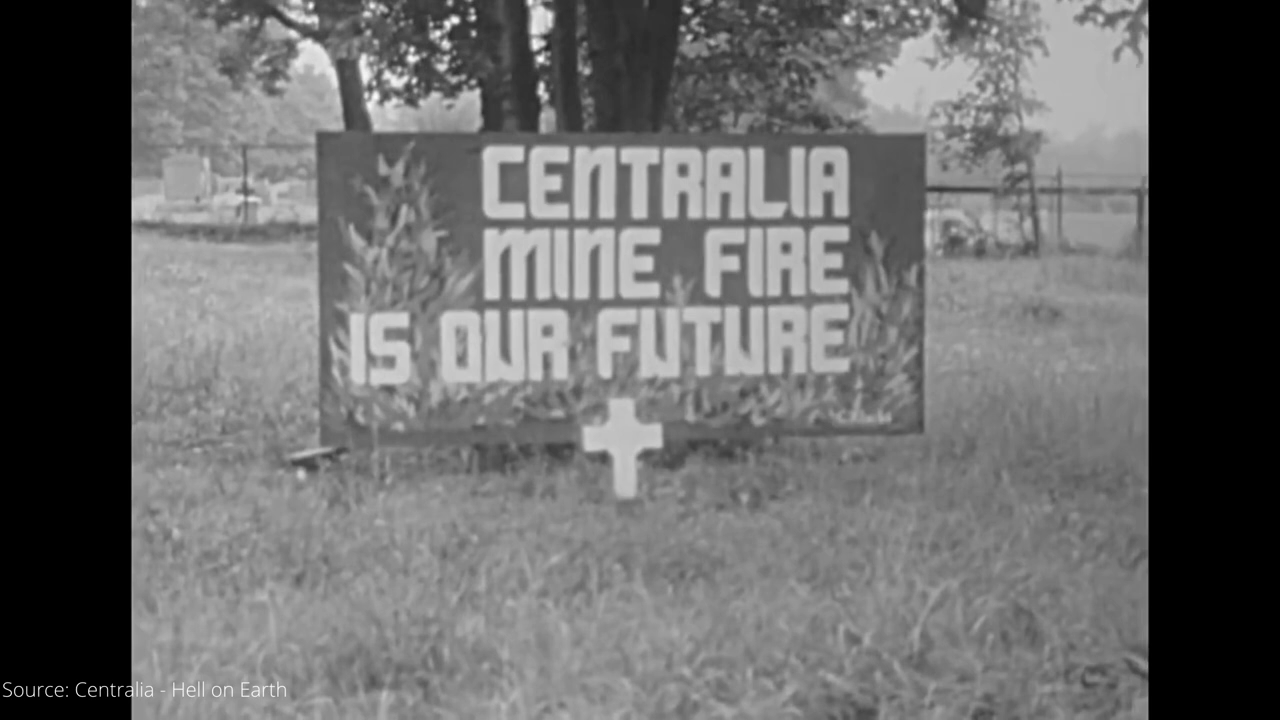 CENTRALIA
MINE FIRE
IS OUR FUTURE
Source: Centralia - Hell on Earth